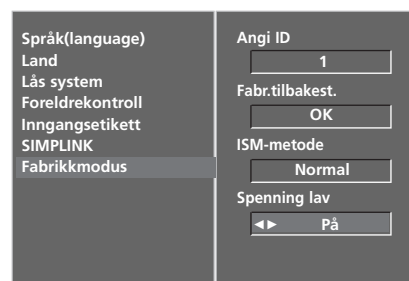 Språk(language)
Land
Lås system
Foreldrekontroll
Inngangsetikett
SIMPLINK
Fabrikkmodus
Angi ID
1
Fabr.tilbakest.
OK
ISM-metode
Normal
Spenning lav
◄► På